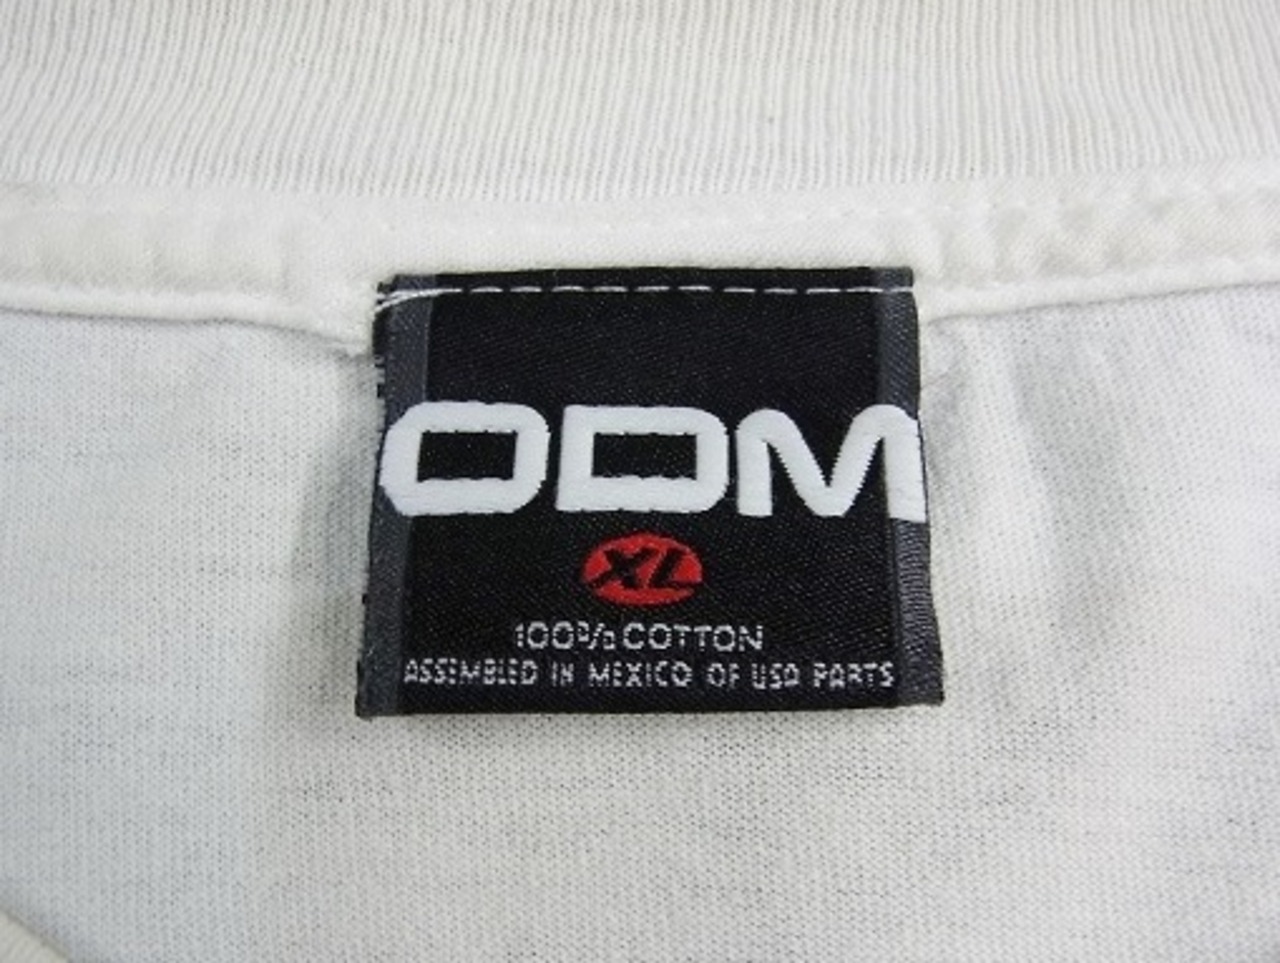 ODM
XL
100% COTTON
ASSEMBLED IN MEXICO OF USA PARTS